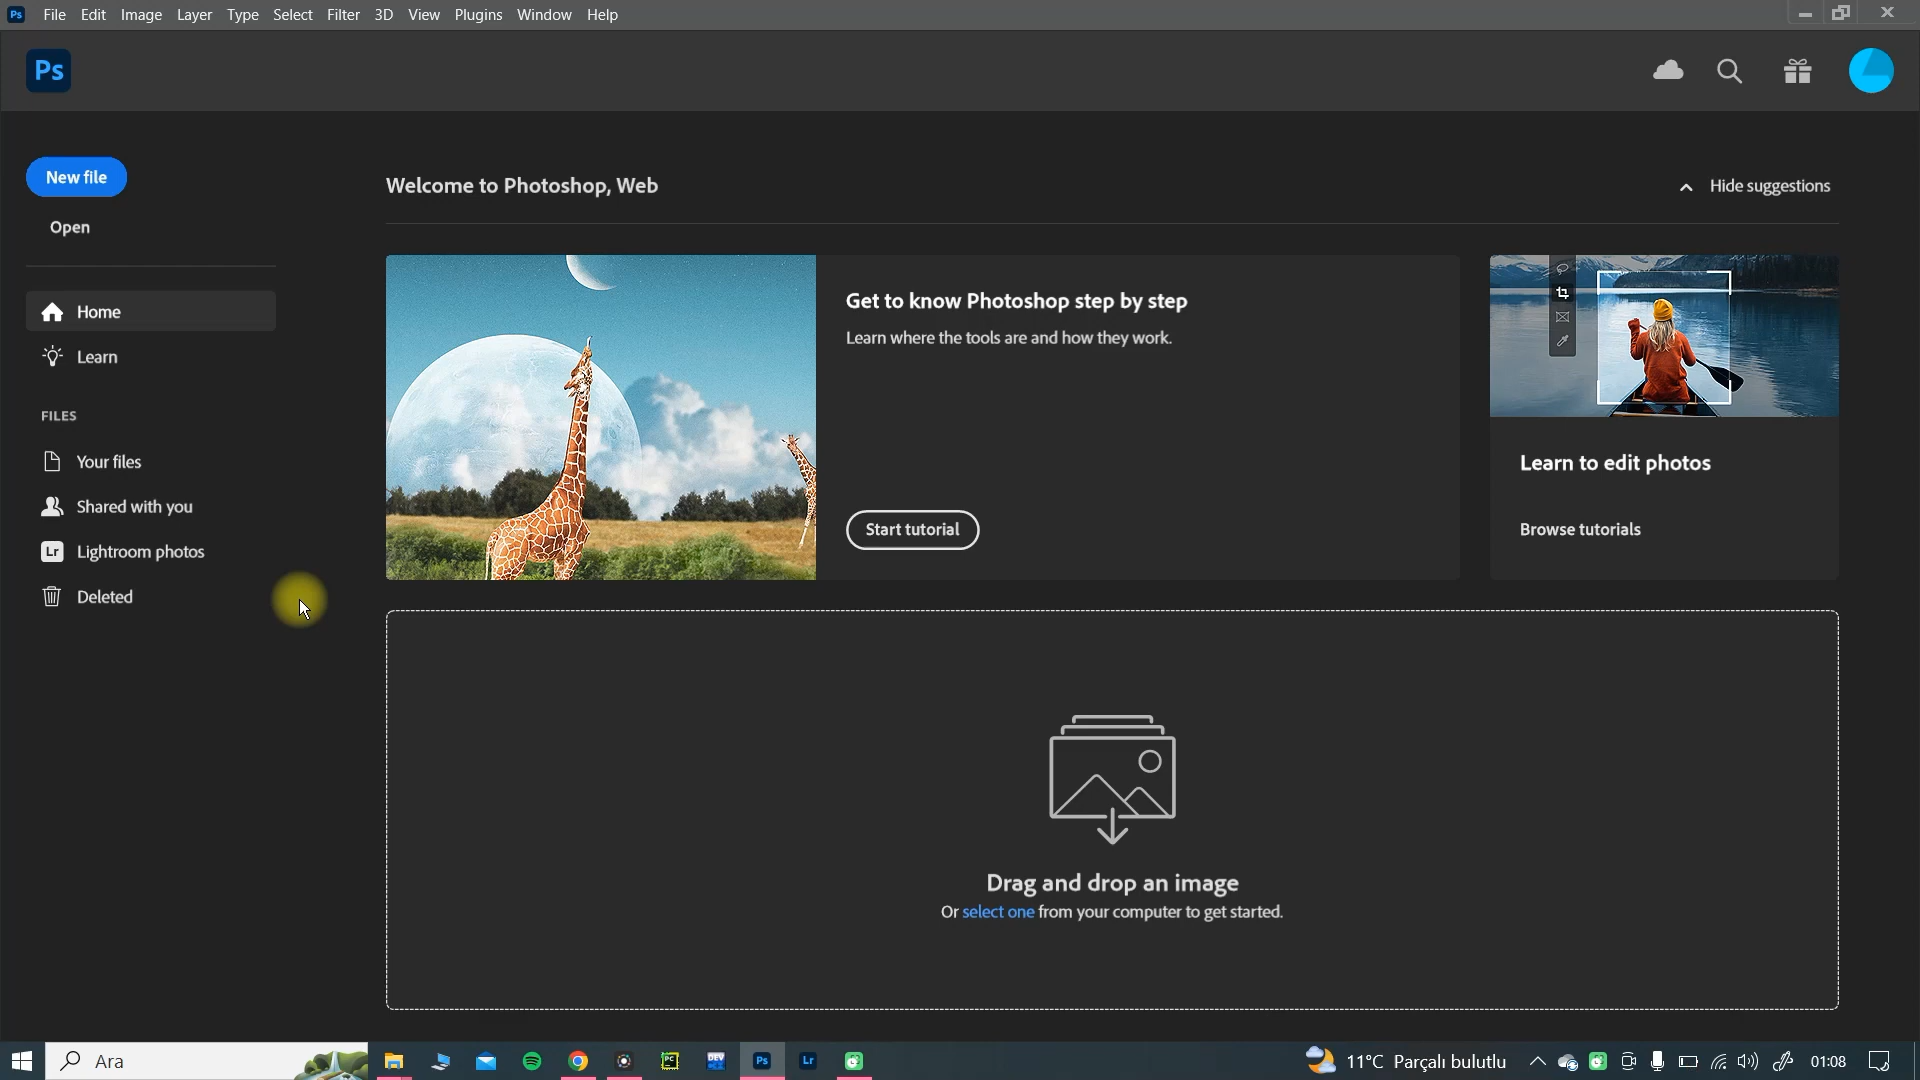 Ps File Edit Image Layer Type Select Filter 3D View Plugins Window Help
Ps
New file
Open
Home
Learn
FILES
Your files
Shared with you
Lr Lightroom photos
Deleted
Welcome to Photoshop, Web
Hide suggestions
Get to know Photoshop step by step
Learn where the tools are and how they work.
Start tutorial
Learn to edit photos
Browse tutorials
Drag and drop an image
Or select one from your computer to get started.
Ara
PC
DEV
Ps
Lr
11°C Parçalı bulutlu
01:08